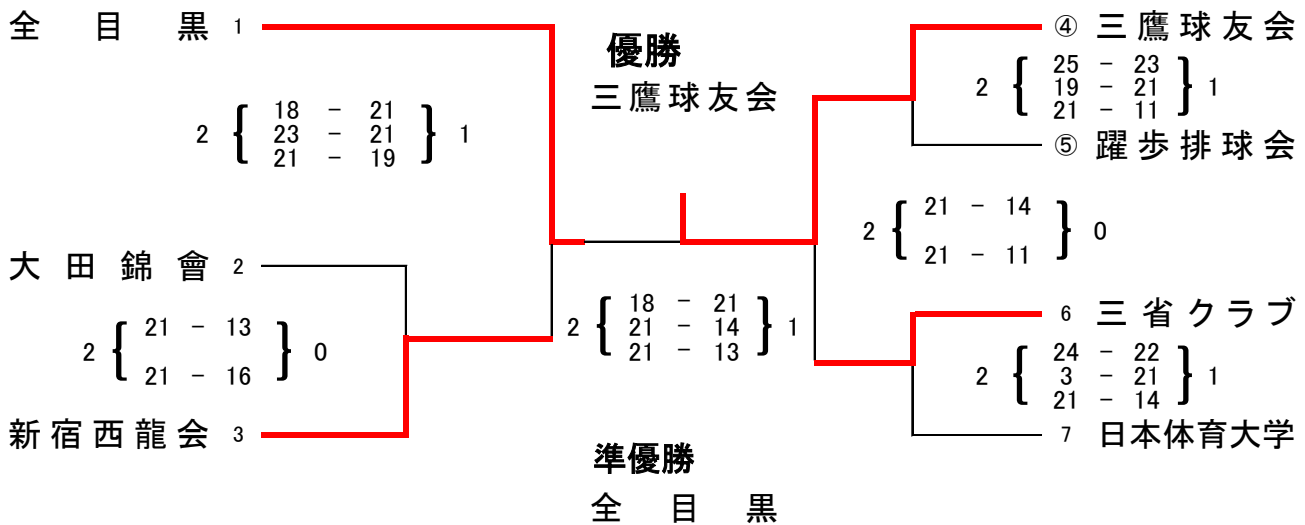 全目黒 1
2 { 18 - 21 } 1
23 - 21
21 - 19
大田錦會 2
2 { 21 - 13 } 0
21 - 16
新宿西龍会 3
優勝
三鷹球友会
2 { 18 - 21 } 1
21 - 14
21 - 13
準優勝
全目黒
④ 三鷹球友会
2 { 25 - 23 } 1
19 - 21
21 - 11
⑤ 躍歩排球会
2 { 21 - 14 } 0
21 - 11
6 三省クラブ
2 { 24 - 22 } 1
3 - 21
21 - 14
7 日本体育大学